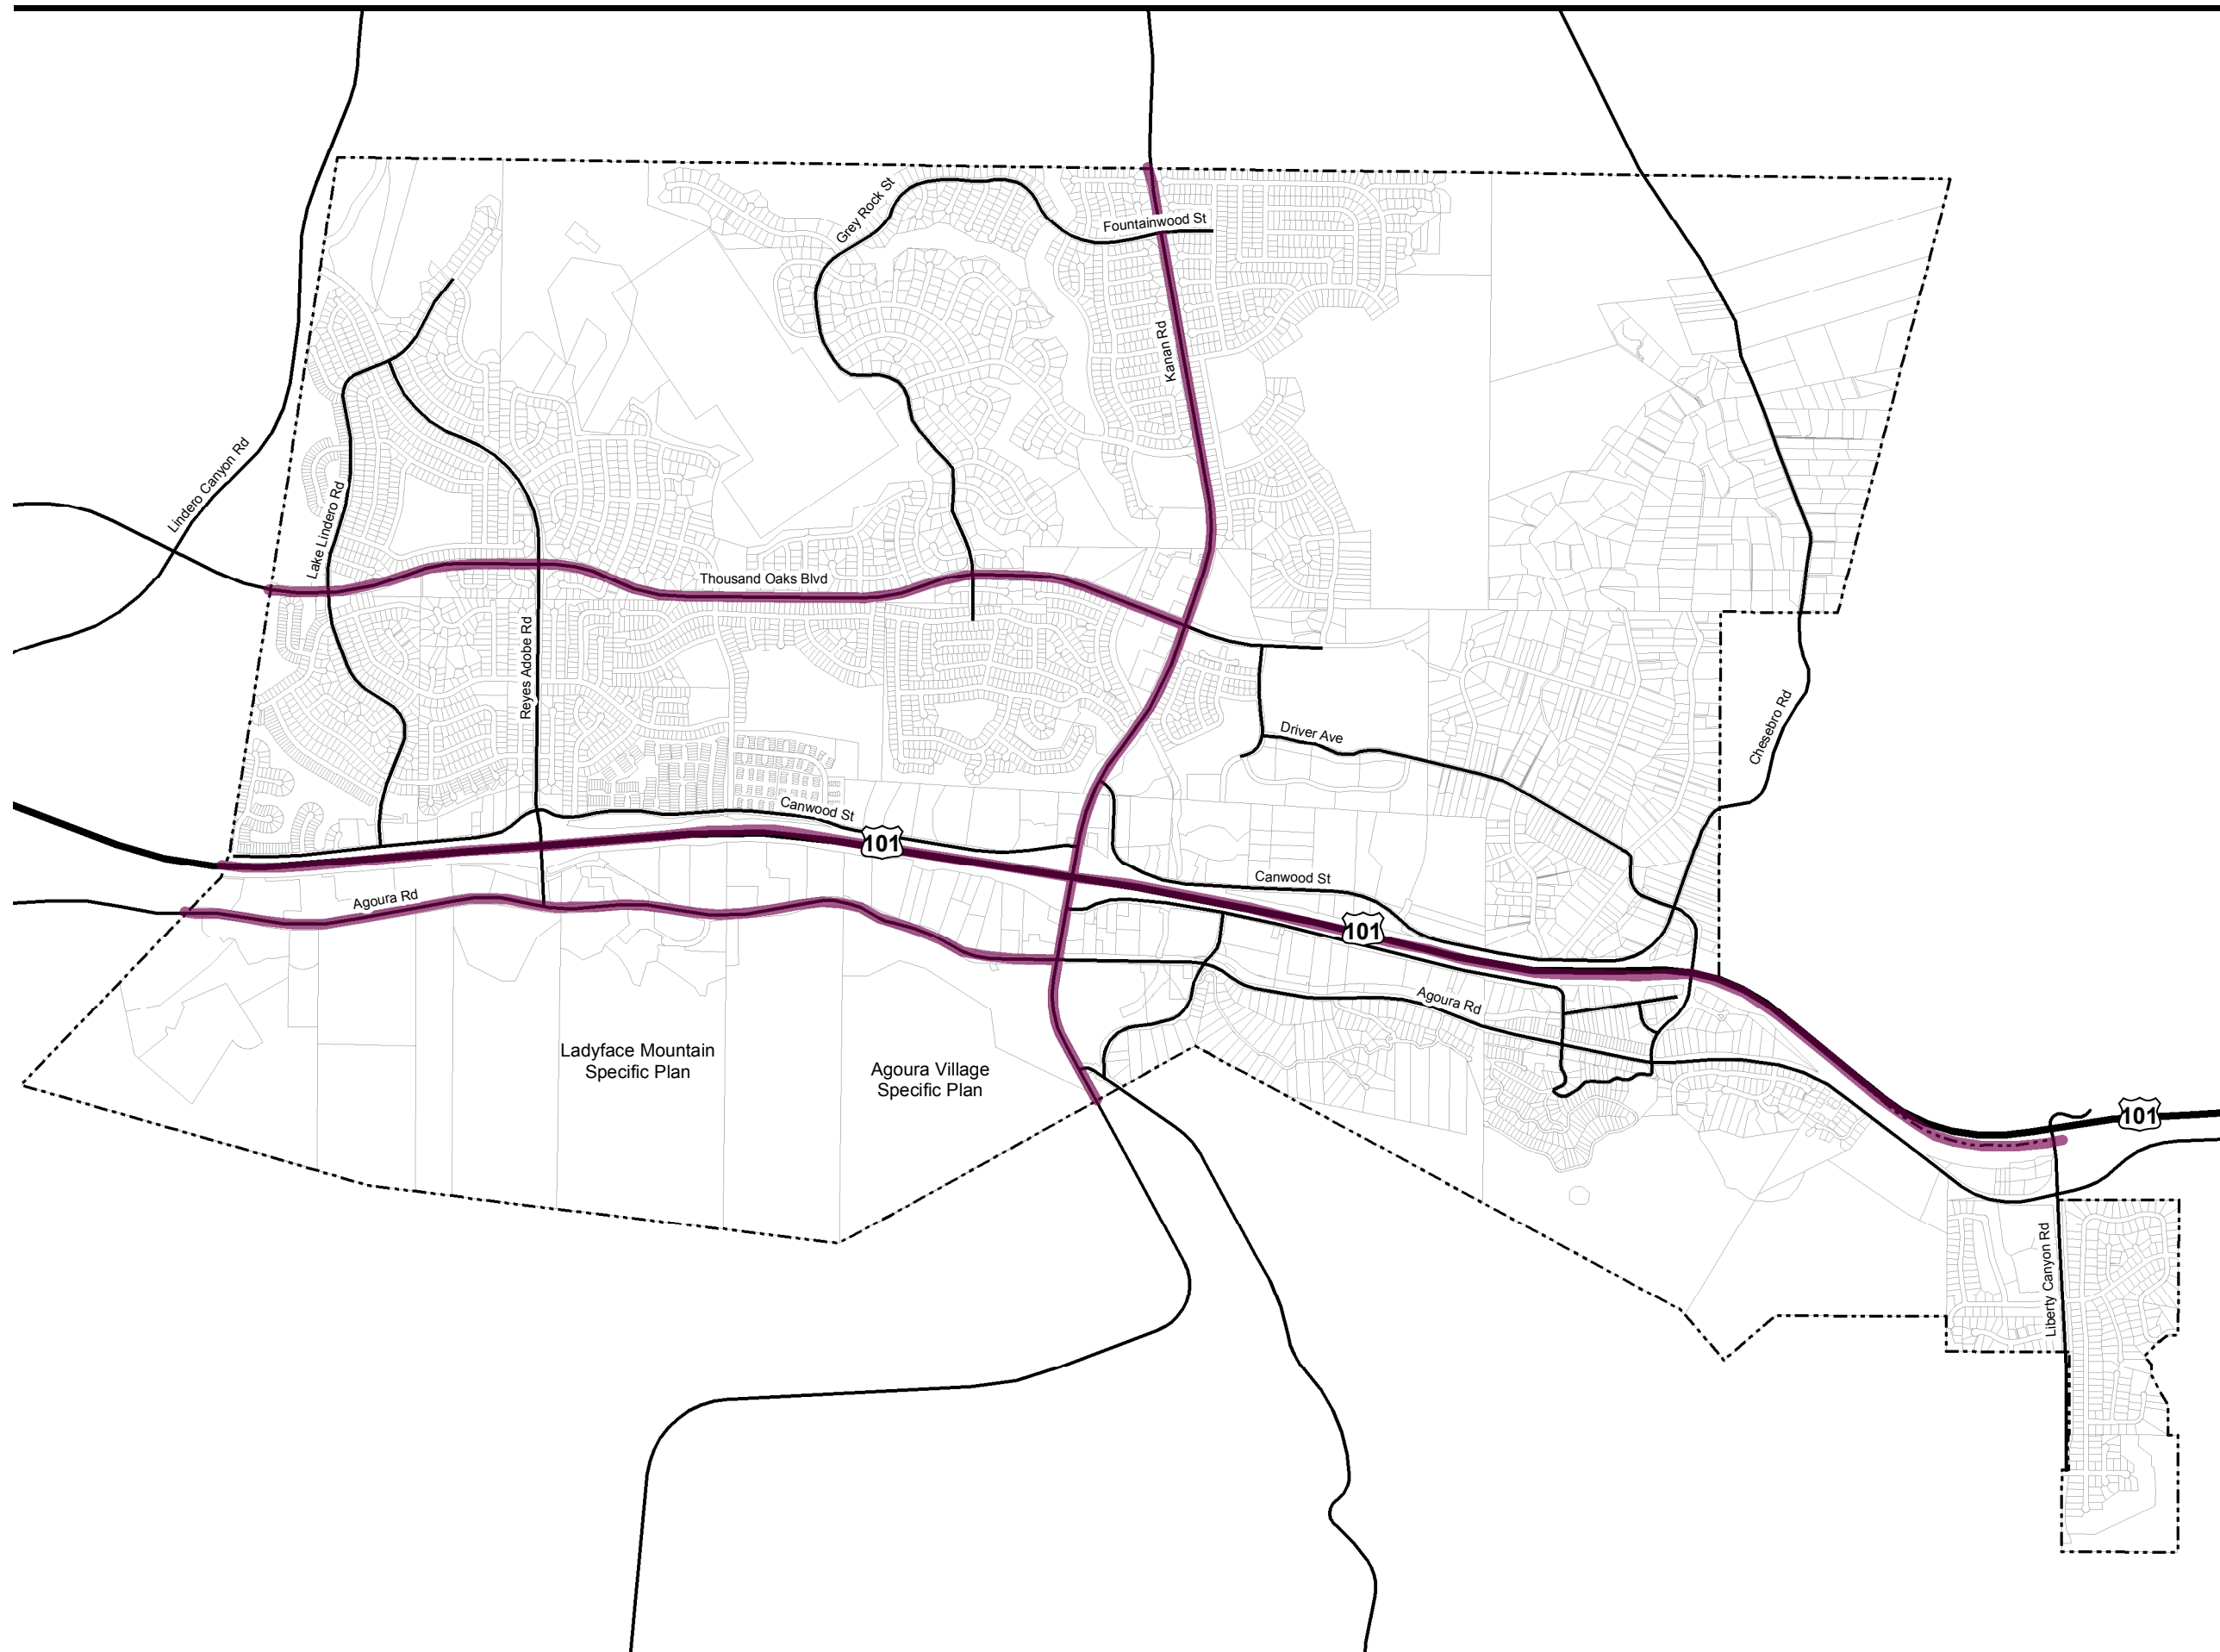 Grey Rock St
Fountainwood St
Kanan Rd
Lindero Canyon Rd
Lake Lindero Rd
Thousand Oaks Blvd
Reyes Adobe Rd
Driver Ave
Chesebro Rd
Canwood St
101
Canwood St
Agoura Rd
101
Agoura Rd
Ladyface Mountain
Specific Plan
Agoura Village
Specific Plan
101
Liberty Canyon Rd